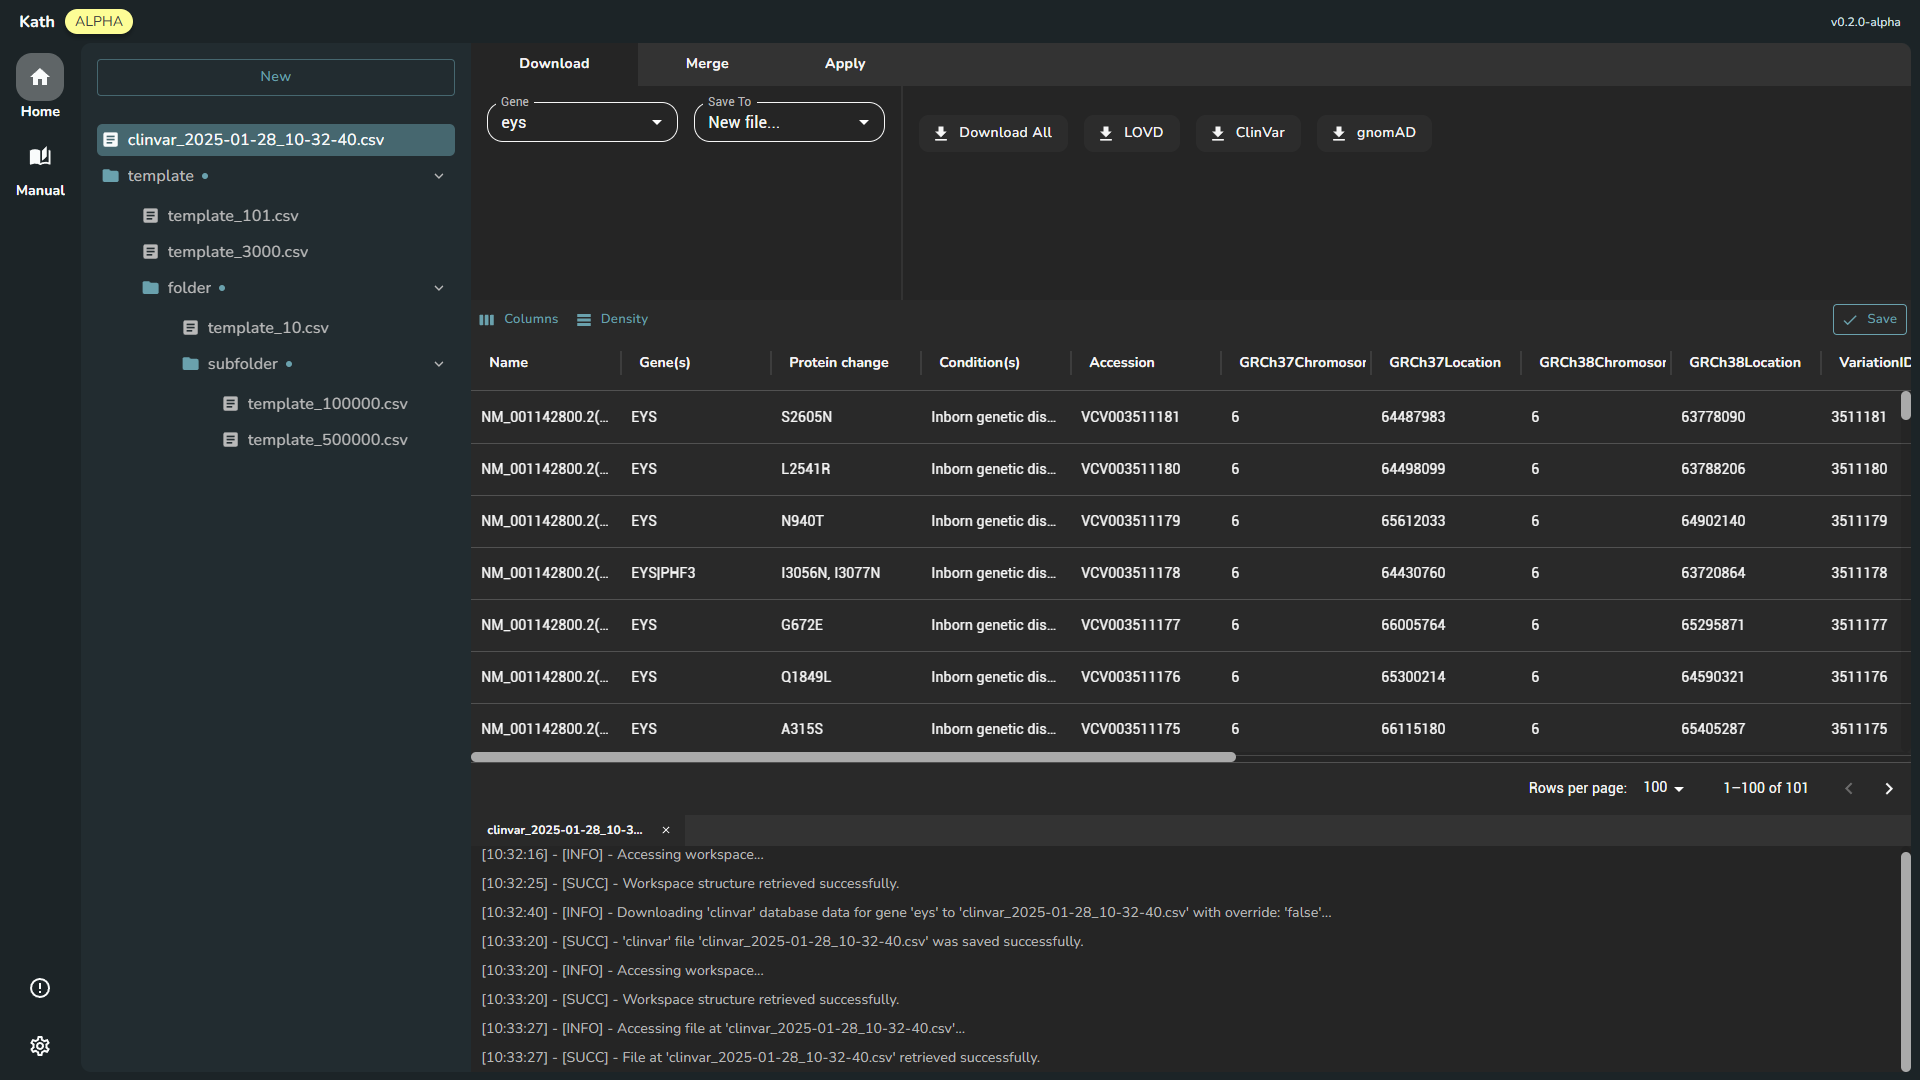 Kath ALPHA
v0.2.0-alpha
Home
Manual
New
clinvar_2025-01-28_10-32-40.csv
template
template_101.csv
template_3000.csv
folder
template_10.csv
subfolder
template_100000.csv
template_500000.csv
Download Merge Apply
Gene
eys
Save To
New file...
Download All LOVD ClinVar gnomAD
Columns Density Save
Name Gene(s) Protein change Condition(s) Accession GRCh37Chromosor GRCh37Location GRCh38Chromosor GRCh38Location VariationID
NM_001142800.2(... EYS S2605N Inborn genetic dis... VCV003511181 6 64487983 6 63778090 3511181
NM_001142800.2(... EYS L2541R Inborn genetic dis... VCV003511180 6 64498099 6 63788206 3511180
NM_001142800.2(... EYS N940T Inborn genetic dis... VCV003511179 6 65612033 6 64902140 3511179
NM_001142800.2(... EYS|PHF3 I3056N, I3077N Inborn genetic dis... VCV003511178 6 64430760 6 63720864 3511178
NM_001142800.2(... EYS G672E Inborn genetic dis... VCV003511177 6 66005764 6 65295871 3511177
NM_001142800.2(... EYS Q1849L Inborn genetic dis... VCV003511176 6 65300214 6 64590321 3511176
NM_001142800.2(... EYS A315S Inborn genetic dis... VCV003511175 6 66115180 6 65405287 3511175
Rows per page: 100 1–100 of 101
clinvar_2025-01-28_10-3...
[10:32:16] - [INFO] - Accessing workspace...
[10:32:25] - [SUCC] - Workspace structure retrieved successfully.
[10:32:40] - [INFO] - Downloading 'clinvar' database data for gene 'eys' to 'clinvar_2025-01-28_10-32-40.csv' with override: 'false'...
[10:33:20] - [SUCC] - 'clinvar' file 'clinvar_2025-01-28_10-32-40.csv' was saved successfully.
[10:33:20] - [INFO] - Accessing workspace...
[10:33:20] - [SUCC] - Workspace structure retrieved successfully.
[10:33:27] - [INFO] - Accessing file at 'clinvar_2025-01-28_10-32-40.csv'...
[10:33:27] - [SUCC] - File at 'clinvar_2025-01-28_10-32-40.csv' retrieved successfully.